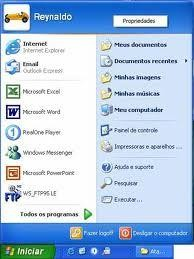 Reynaldo
Propriedades
Internet
Internet Explorer
Email
Outlook Express
Microsoft Excel
Microsoft Word
RealOne Player
Windows Messenger
Microsoft PowerPoint
FTP
WS_FTP95 LE
Todos os programas
Meus documentos
Documentos recentes
Minhas imagens
Minhas músicas
Meu computador
Painel de controle
Impressoras e aparelhos ...
Ajuda e suporte
Pesquisar
Executar...
Fazer logoff
Desligar o computador
Iniciar
Ata...